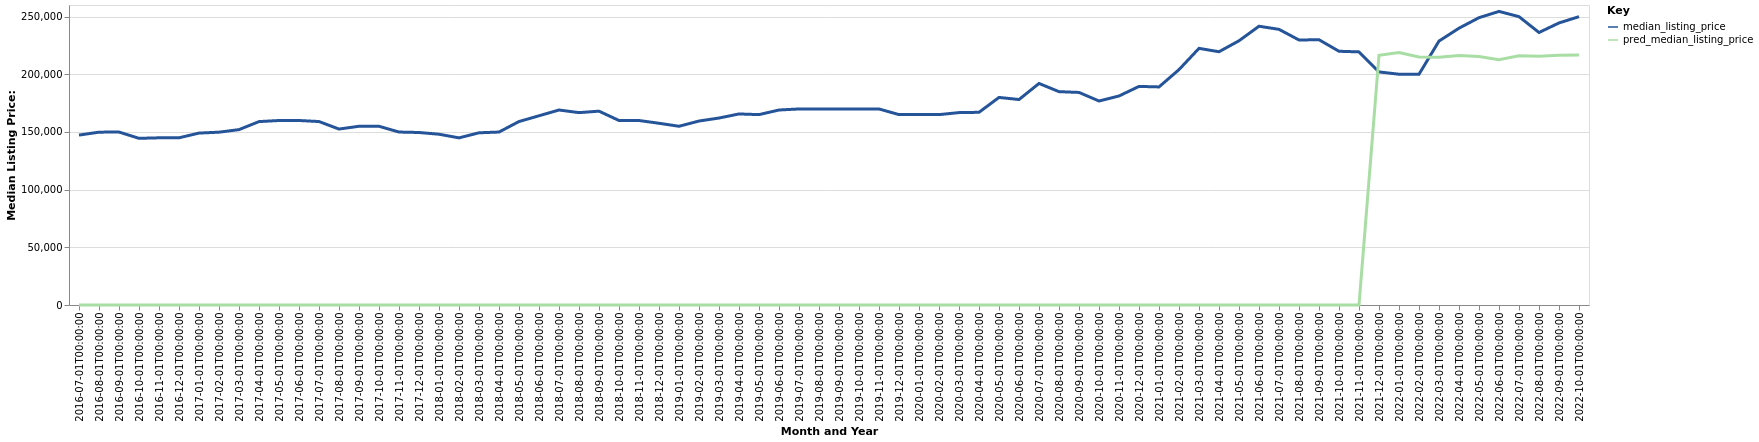 250,000
200,000
150,000
100,000
50,000
0
Median Listing Price:
2016-07-01T00:00:00
2016-08-01T00:00:00
2016-09-01T00:00:00
2016-10-01T00:00:00
2016-11-01T00:00:00
2016-12-01T00:00:00
2017-01-01T00:00:00
2017-02-01T00:00:00
2017-03-01T00:00:00
2017-04-01T00:00:00
2017-05-01T00:00:00
2017-06-01T00:00:00
2017-07-01T00:00:00
2017-08-01T00:00:00
2017-09-01T00:00:00
2017-10-01T00:00:00
2017-11-01T00:00:00
2017-12-01T00:00:00
2018-01-01T00:00:00
2018-02-01T00:00:00
2018-03-01T00:00:00
2018-04-01T00:00:00
2018-05-01T00:00:00
2018-06-01T00:00:00
2018-07-01T00:00:00
2018-08-01T00:00:00
2018-09-01T00:00:00
2018-10-01T00:00:00
2018-11-01T00:00:00
2018-12-01T00:00:00
2019-01-01T00:00:00
2019-02-01T00:00:00
2019-03-01T00:00:00
2019-04-01T00:00:00
2019-05-01T00:00:00
2019-06-01T00:00:00
2019-07-01T00:00:00
2019-08-01T00:00:00
2019-09-01T00:00:00
2019-10-01T00:00:00
2019-11-01T00:00:00
2019-12-01T00:00:00
2020-01-01T00:00:00
2020-02-01T00:00:00
2020-03-01T00:00:00
2020-04-01T00:00:00
2020-05-01T00:00:00
2020-06-01T00:00:00
2020-07-01T00:00:00
2020-08-01T00:00:00
2020-09-01T00:00:00
2020-10-01T00:00:00
2020-11-01T00:00:00
2020-12-01T00:00:00
2021-01-01T00:00:00
2021-02-01T00:00:00
2021-03-01T00:00:00
2021-04-01T00:00:00
2021-05-01T00:00:00
2021-06-01T00:00:00
2021-07-01T00:00:00
2021-08-01T00:00:00
2021-09-01T00:00:00
2021-10-01T00:00:00
2021-11-01T00:00:00
2021-12-01T00:00:00
2022-01-01T00:00:00
2022-02-01T00:00:00
2022-03-01T00:00:00
2022-04-01T00:00:00
2022-05-01T00:00:00
2022-06-01T00:00:00
2022-07-01T00:00:00
2022-08-01T00:00:00
2022-09-01T00:00:00
2022-10-01T00:00:00
Month and Year
Key
median_listing_price
pred_median_listing_price